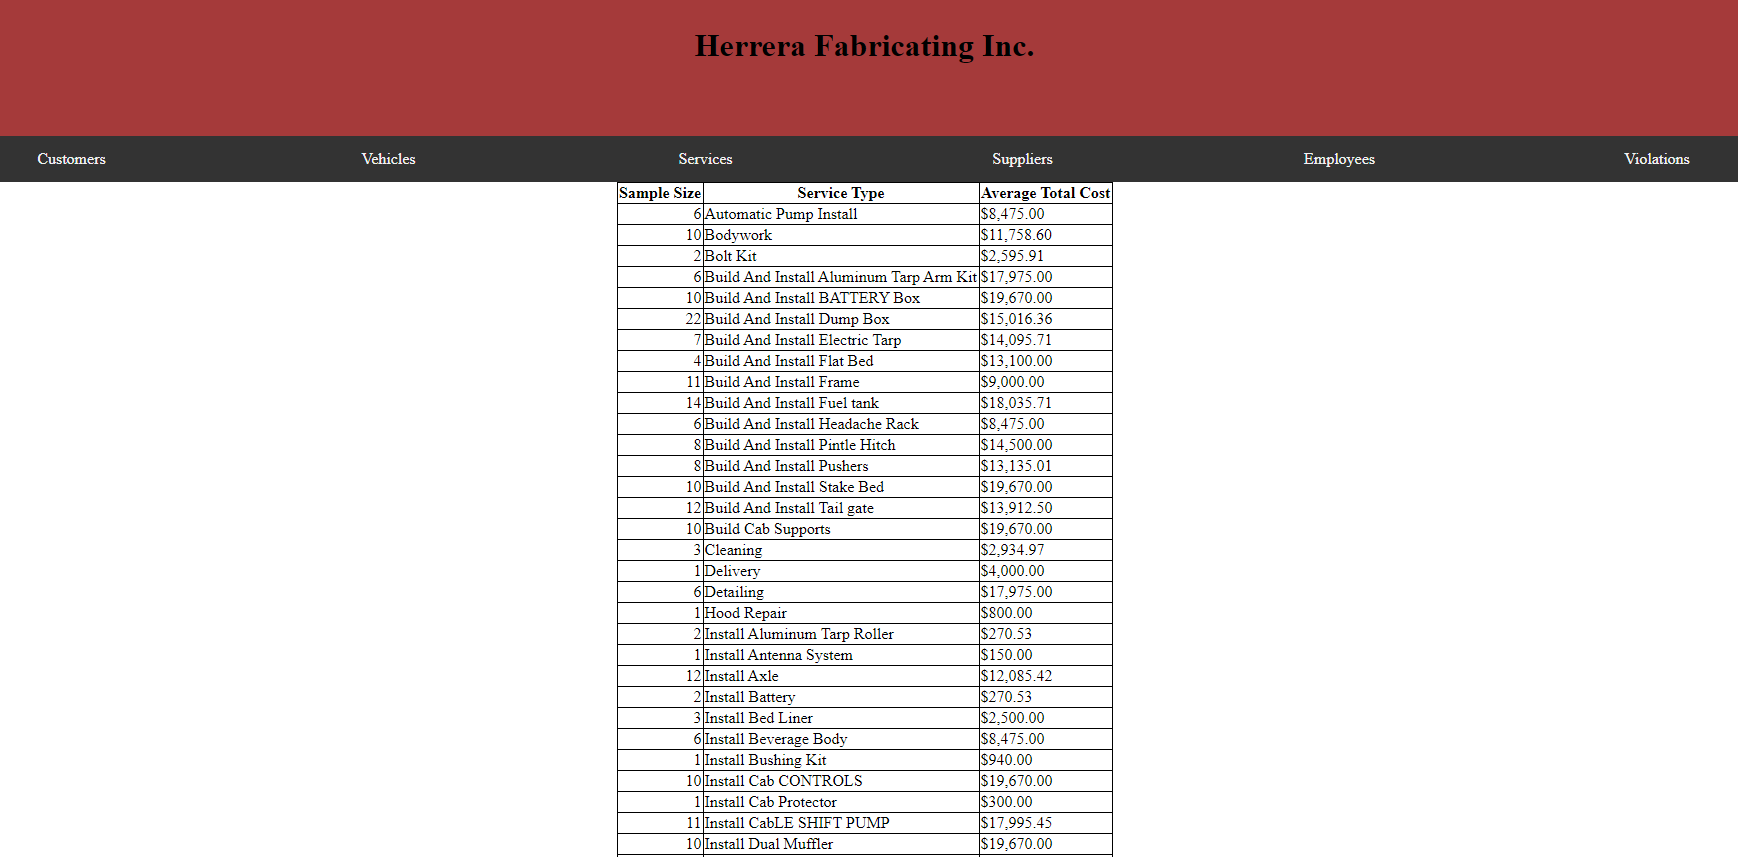 Herrera Fabricating Inc.
Customers Vehicles Services Suppliers Employees Violations
Sample Size Service Type Average Total Cost
6 Automatic Pump Install $8,475.00
10 Bodywork $11,758.60
2 Bolt Kit $2,595.91
6 Build And Install Aluminum Tarp Arm Kit $17,975.00
10 Build And Install BATTERY Box $19,670.00
22 Build And Install Dump Box $15,016.36
7 Build And Install Electric Tarp $14,095.71
4 Build And Install Flat Bed $13,100.00
11 Build And Install Frame $9,000.00
14 Build And Install Fuel tank $18,035.71
6 Build And Install Headache Rack $8,475.00
8 Build And Install Pintle Hitch $14,500.00
8 Build And Install Pushers $13,135.01
10 Build And Install Stake Bed $19,670.00
12 Build And Install Tail gate $13,912.50
10 Build Cab Supports $19,670.00
3 Cleaning $2,934.97
1 Delivery $4,000.00
6 Detailing $17,975.00
1 Hood Repair $800.00
2 Install Aluminum Tarp Roller $270.53
1 Install Antenna System $150.00
12 Install Axle $12,085.42
2 Install Battery $270.53
3 Install Bed Liner $2,500.00
6 Install Beverage Body $8,475.00
1 Install Bushing Kit $940.00
10 Install Cab CONTROLS $19,670.00
1 Install Cab Protector $300.00
11 Install CabLE SHIFT PUMP $17,995.45
10 Install Dual Muffler $19,670.00